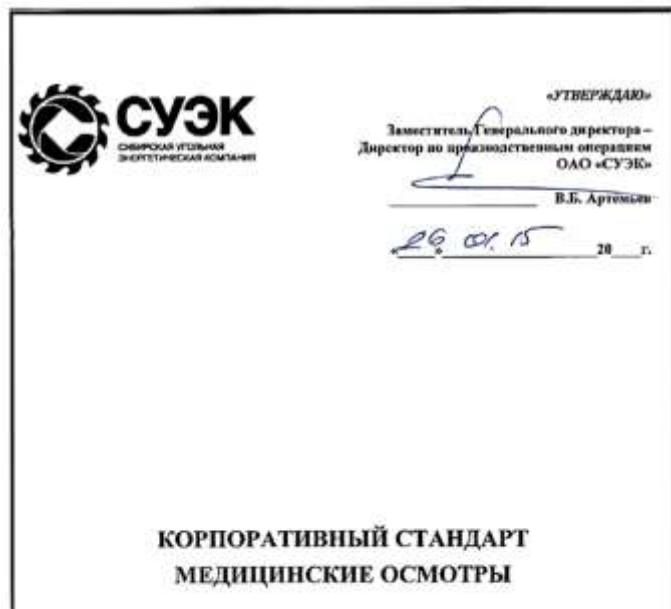 СУЭК
СИБИРСКАЯ УГОЛЬНАЯ
ЭНЕРГЕТИЧЕСКАЯ КОМПАНИЯ
«УТВЕРЖДАЮ»
Заместитель Генерального директора –
Директор по производственным операциям
ОАО «СУЭК»
В.Б. Артемьев
«26» 01. 15 20 г.
КОРПОРАТИВНЫЙ СТАНДАРТ
МЕДИЦИНСКИЕ ОСМОТРЫ